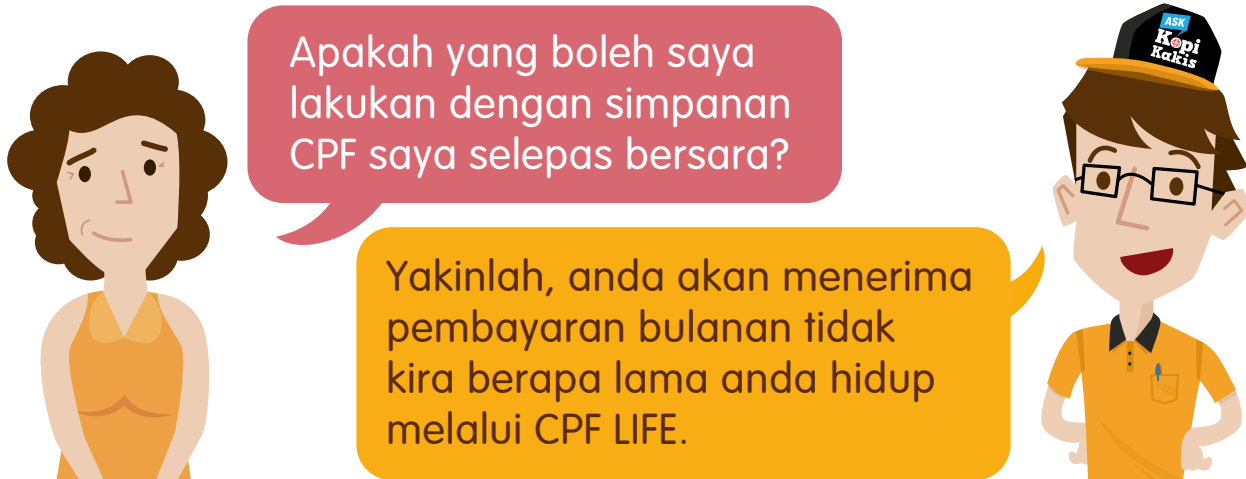 Apakah yang boleh saya
lakukan dengan simpanan
CPF saya selepas bersara?
ASK
Kopi
Kakis
Yakinlah, anda akan menerima
pembayaran bulanan tidak
kira berapa lama anda hidup
melalui CPF LIFE.